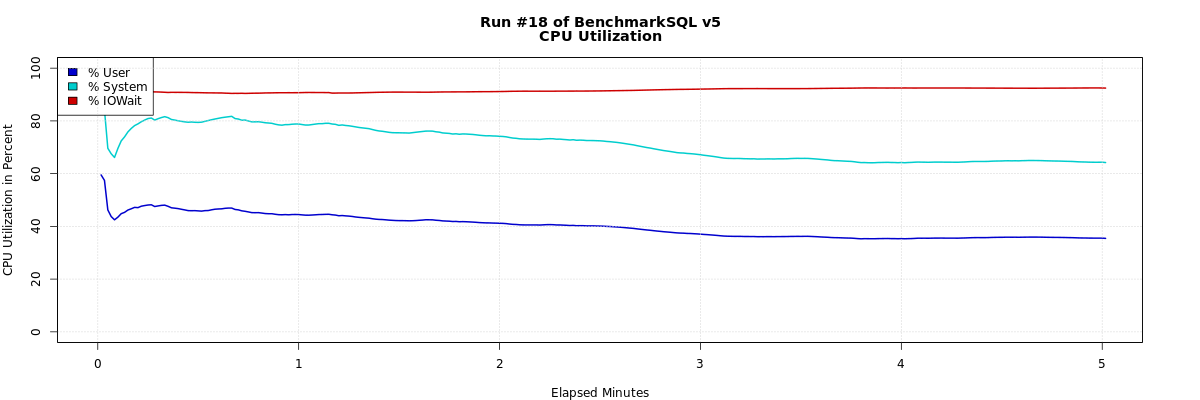 Run #18 of BenchmarkSQL v5
CPU Utilization
% User
% System
% IOWait
CPU Utilization in Percent
100
80
60
40
20
0
0 1 2 3 4 5
Elapsed Minutes